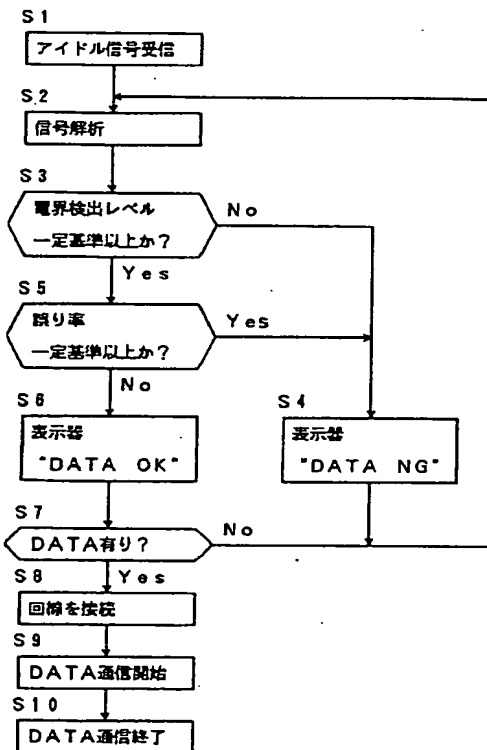 S1
アイドル信号受信
S2
信号解析
S3
電界検出レベル
一定基準以上か？
No
Yes
S5
誤り率
一定基準以上か？
Yes
No
S6
表示器
"DATA OK"
S4
表示器
"DATA NG"
S7
DATA有り？
No
Yes
S8
回線を接続
S9
DATA通信開始
S10
DATA通信終了